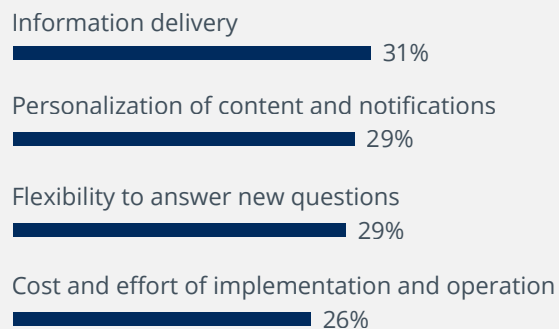 Information delivery
31%
Personalization of content and notifications
29%
Flexibility to answer new questions
29%
Cost and effort of implementation and operation
26%